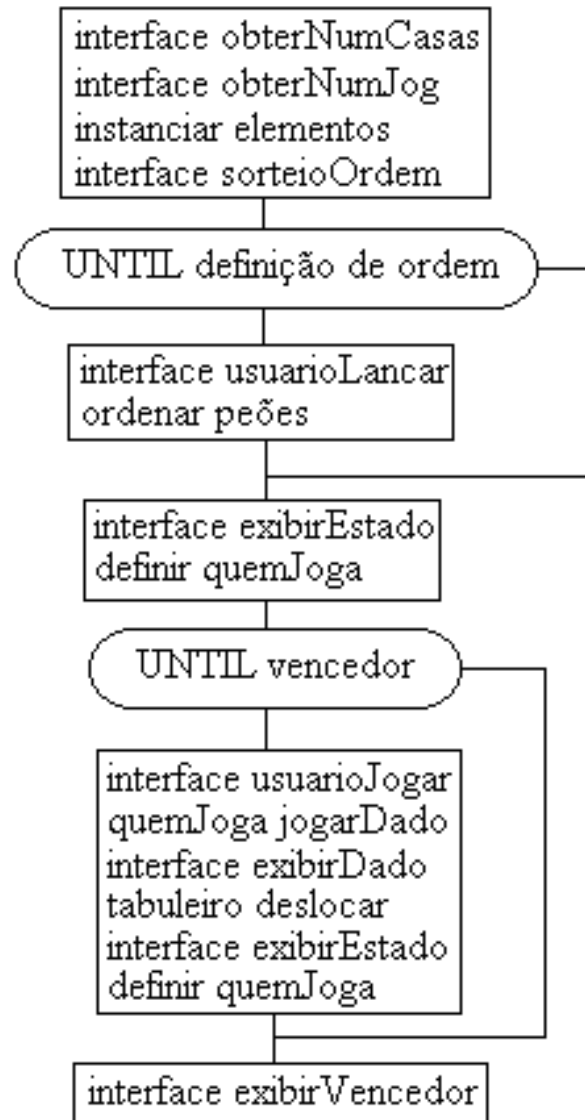 interface obterNumCasas
interface obterNumJog
instanciar elementos
interface sorteioOrdem
UNTIL definição de ordem
interface usuarioLancar
ordenar peões
interface exibirEstado
definir quemJoga
UNTIL vencedor
interface usuarioJogar
quemJoga jogarDado
interface exibirDado
tabuleiro deslocar
interface exibirEstado
definir quemJoga
interface exibirVencedor